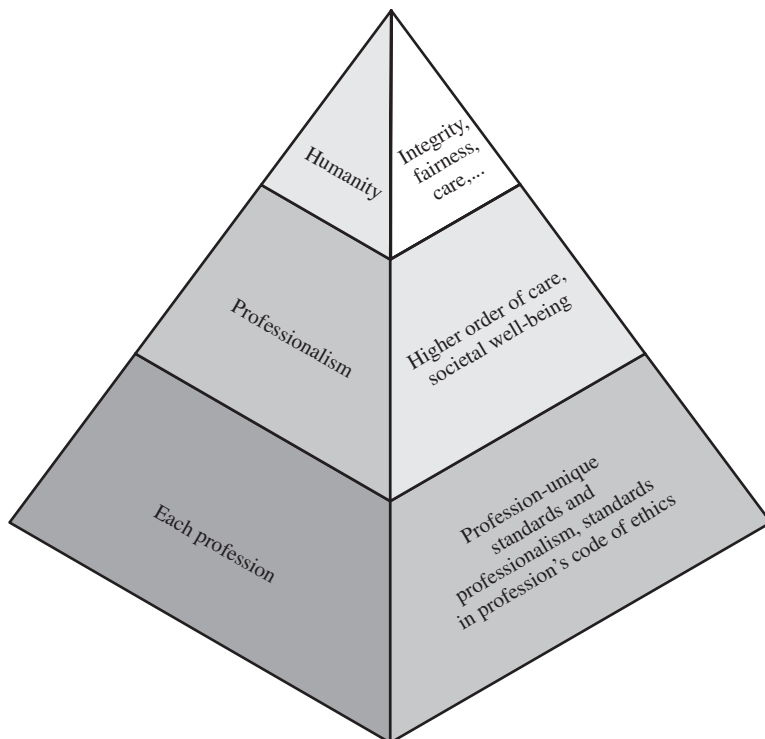 Humanity
Integrity,
fairness,
care,...
Professionalism
Higher order of care,
societal well-being
Each profession
Profession-unique
standards and
professionalism, standards
in profession’s code of ethics